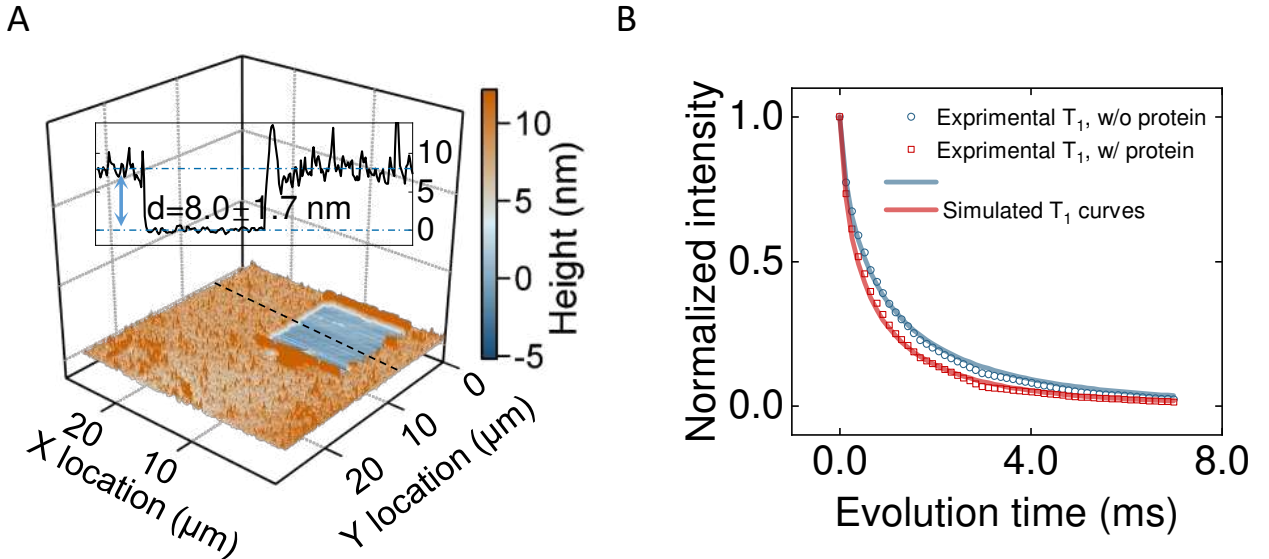 A
10
5
0
d=8.0±1.7 nm
10
0
-5
Height (nm)
20
10
X location (µm)
0
10
20
Y location (µm)
B
Normalized intensity
1.0
0.5
0.0
Exprimental T₁, w/o protein
Exprimental T₁, w/ protein
Simulated T₁ curves
0.0 4.0 8.0
Evolution time (ms)